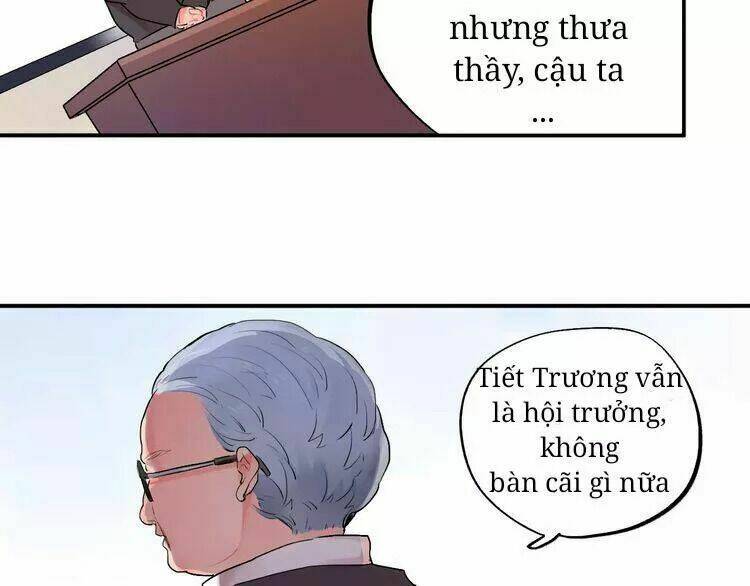 nhưng thưa
thầy, cậu ta
...
Tiết Trương vẫn
là hội trưởng,
không
bàn cãi gì nữa